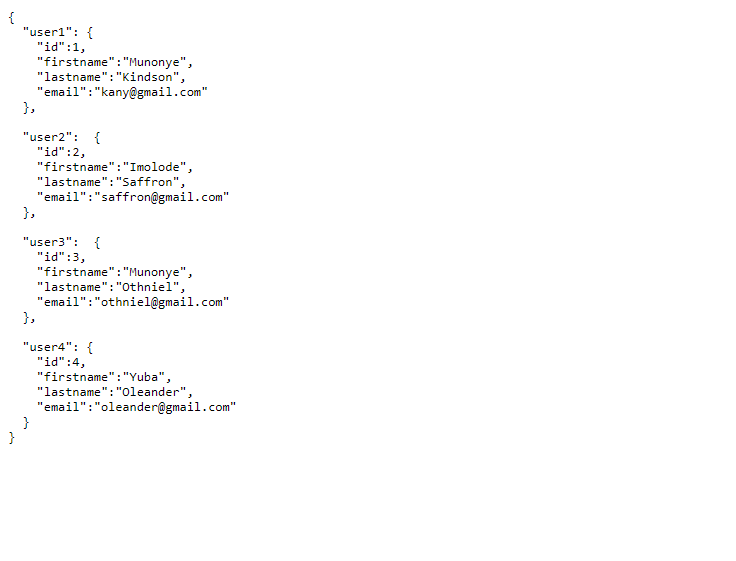 {
  "user1": {
    "id":1,
    "firstname":"Munonye",
    "lastname":"Kindson",
    "email":"kany@gmail.com"
  },

  "user2":  {
    "id":2,
    "firstname":"Imolode",
    "lastname":"Saffron",
    "email":"saffron@gmail.com"
  },

  "user3":  {
    "id":3,
    "firstname":"Munonye",
    "lastname":"Othniel",
    "email":"othniel@gmail.com"
  },

  "user4": {
    "id":4,
    "firstname":"Yuba",
    "lastname":"Oleander",
    "email":"oleander@gmail.com"
  }
}